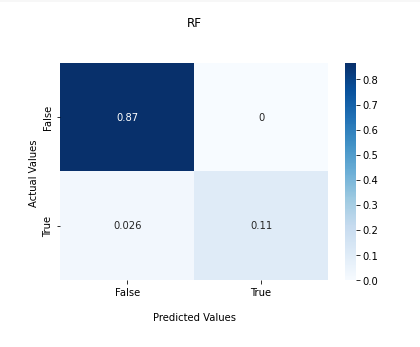 RF
Actual Values
False
True
0.87
0
0.026
0.11
False
True
Predicted Values
0.8
0.7
0.6
0.5
0.4
0.3
0.2
0.1
0.0